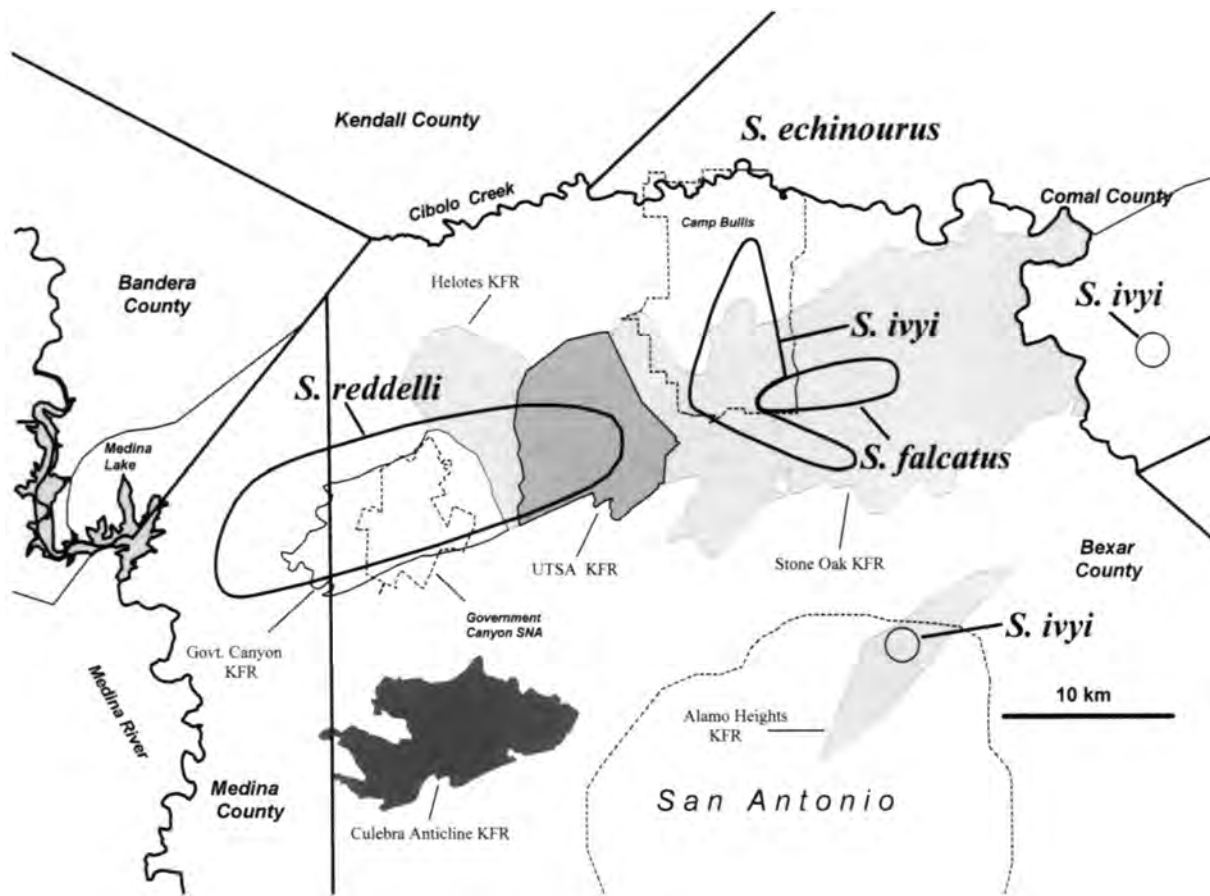 Kendall County
S. echinourus
Cibolo Creek
Comal County
Camp Bullis
Bandera
County
Helotes KFR
S. ivyi
S. ivyi
S. reddelli
Medina
Lake
S. falcatus
UTSA KFR
Stone Oak KFR
Bexar
County
Government
Canyon SNA
Govt. Canyon
KFR
S. ivyi
Medina River
10 km
Alamo Heights
KFR
Medina
County
San Antonio
Culebra Anticline KFR